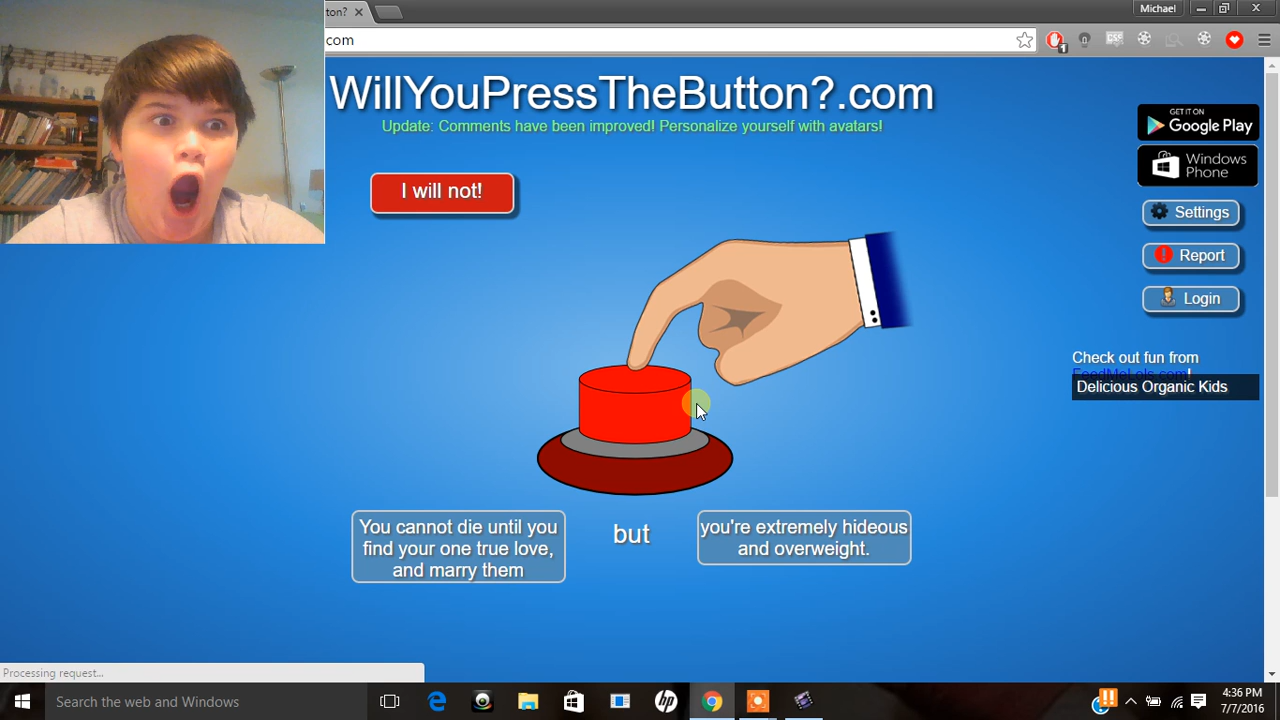 ton?
Michael
com
WillYouPressTheButton?.com
Update: Comments have been improved! Personalize yourself with avatars!
GET IT ON
Google Play
Windows
Phone
I will not!
Settings
Report
Login
Check out fun from
FeedMeLols.com!
Delicious Organic Kids
You cannot die until you
find your one true love,
and marry them
but
you're extremely hideous
and overweight.
Processing request...
Search the web and Windows
4:36 PM
7/7/2016